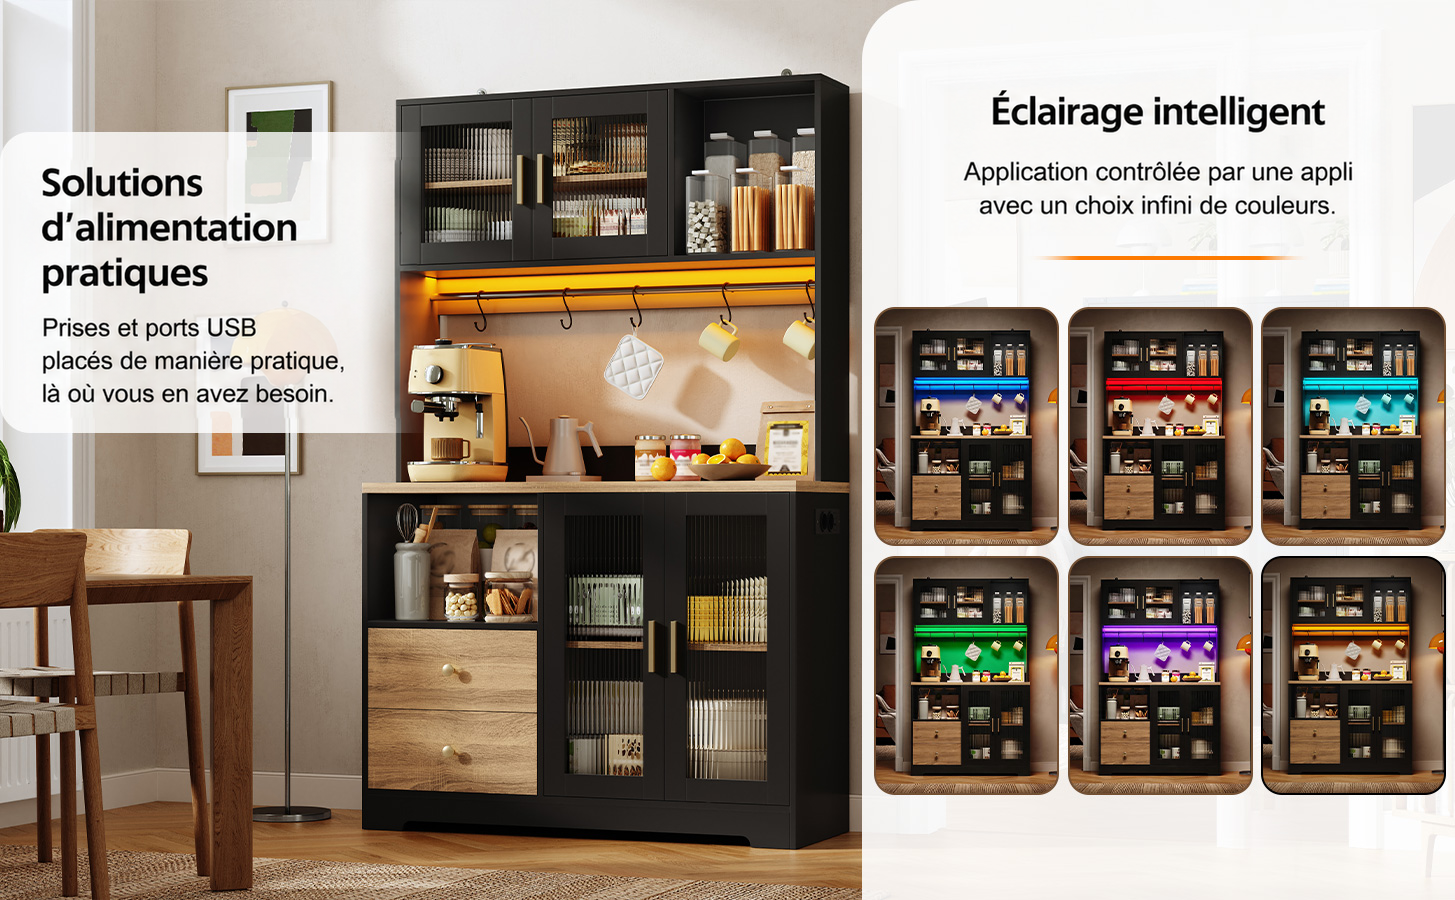 Solutions
d'alimentation
pratiques
Prises et ports USB
placés de manière pratique,
là où vous en avez besoin.
Éclairage intelligent
Application contrôlée par une appli
avec un choix infini de couleurs.